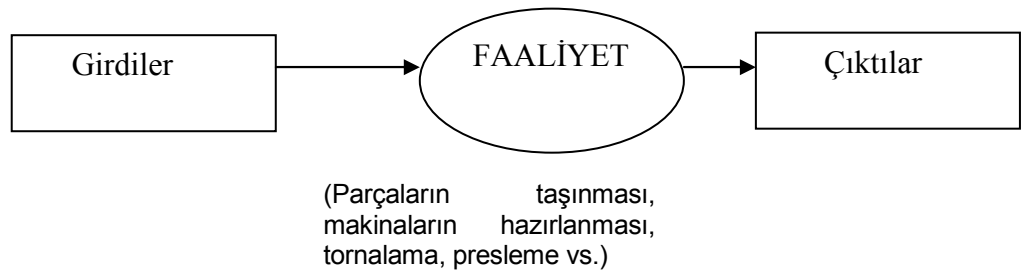 Girdiler
FAALİYET
Çıktılar
(Parçaların taşınması,
makinaların hazırlanması,
tornalama, presleme vs.)